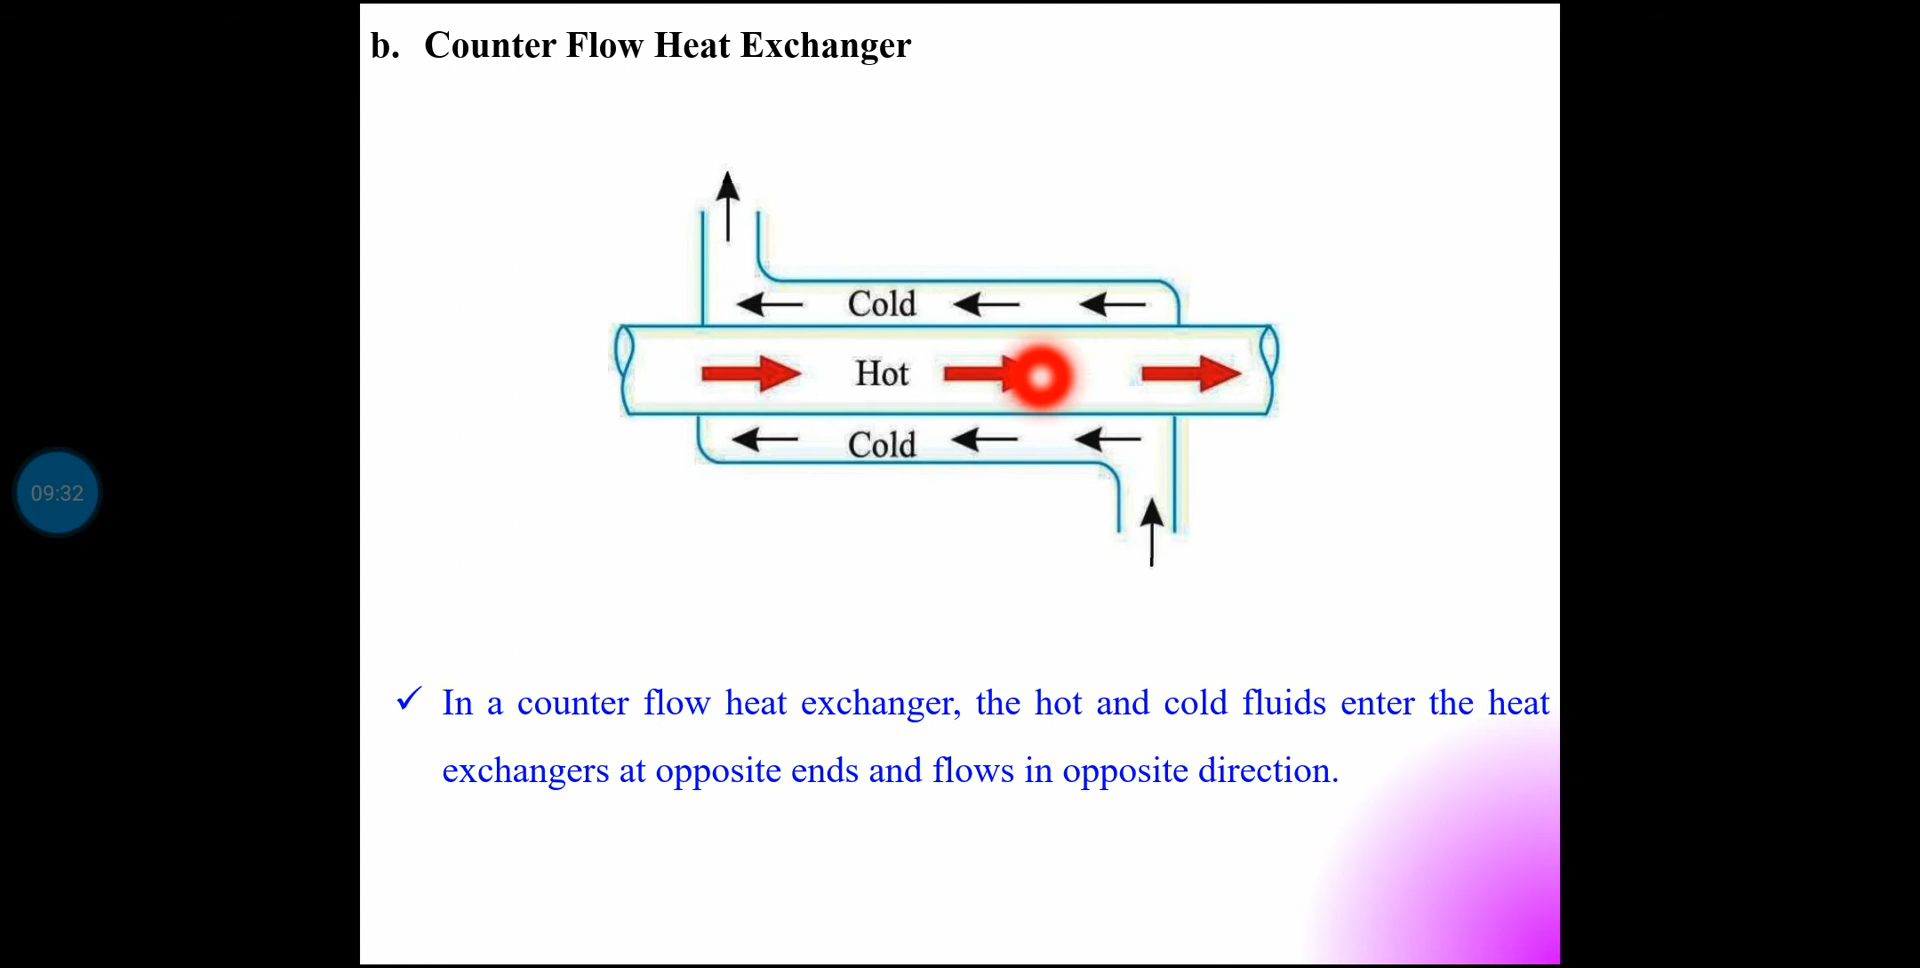 b. Counter Flow Heat Exchanger
Cold
Hot
Cold
09:32
✓ In a counter flow heat exchanger, the hot and cold fluids enter the heat
exchangers at opposite ends and flows in opposite direction.